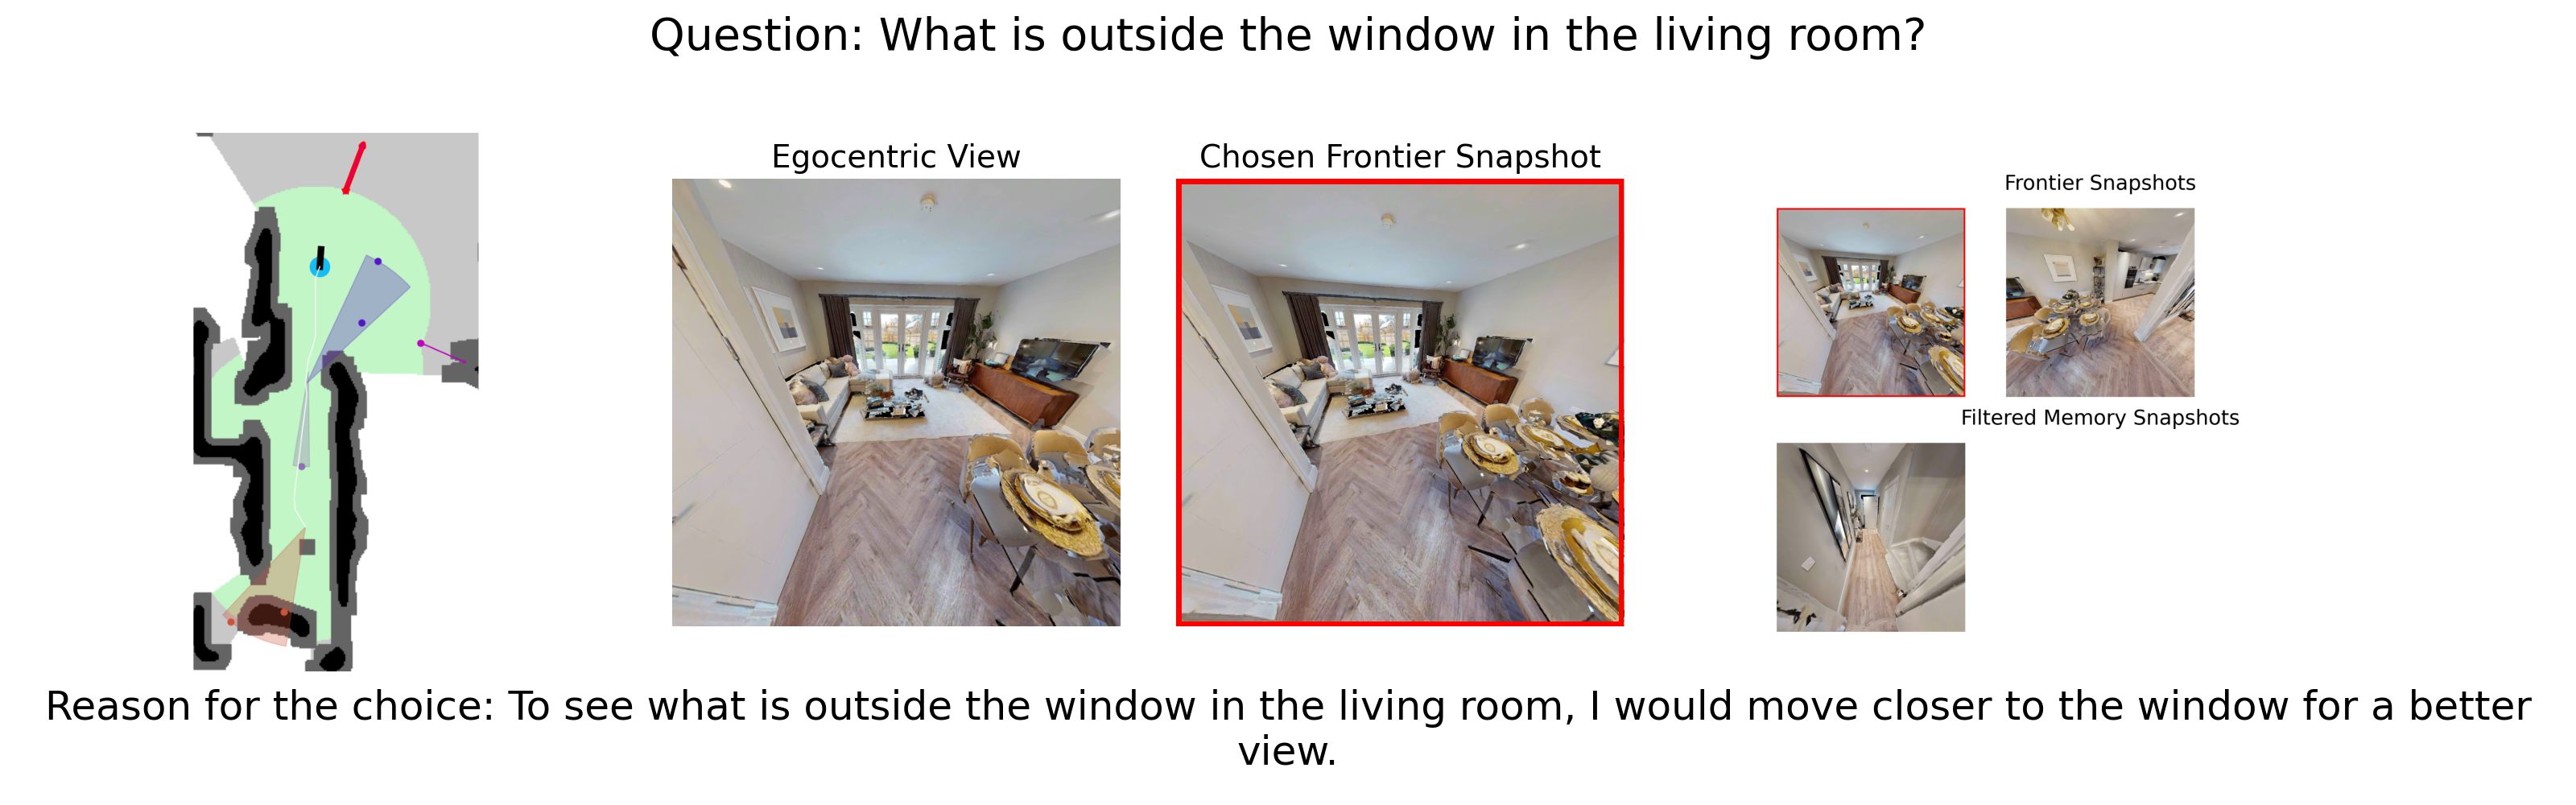 Question: What is outside the window in the living room?
Egocentric View
Chosen Frontier Snapshot
Frontier Snapshots
Filtered Memory Snapshots
Reason for the choice: To see what is outside the window in the living room, I would move closer to the window for a better
view.